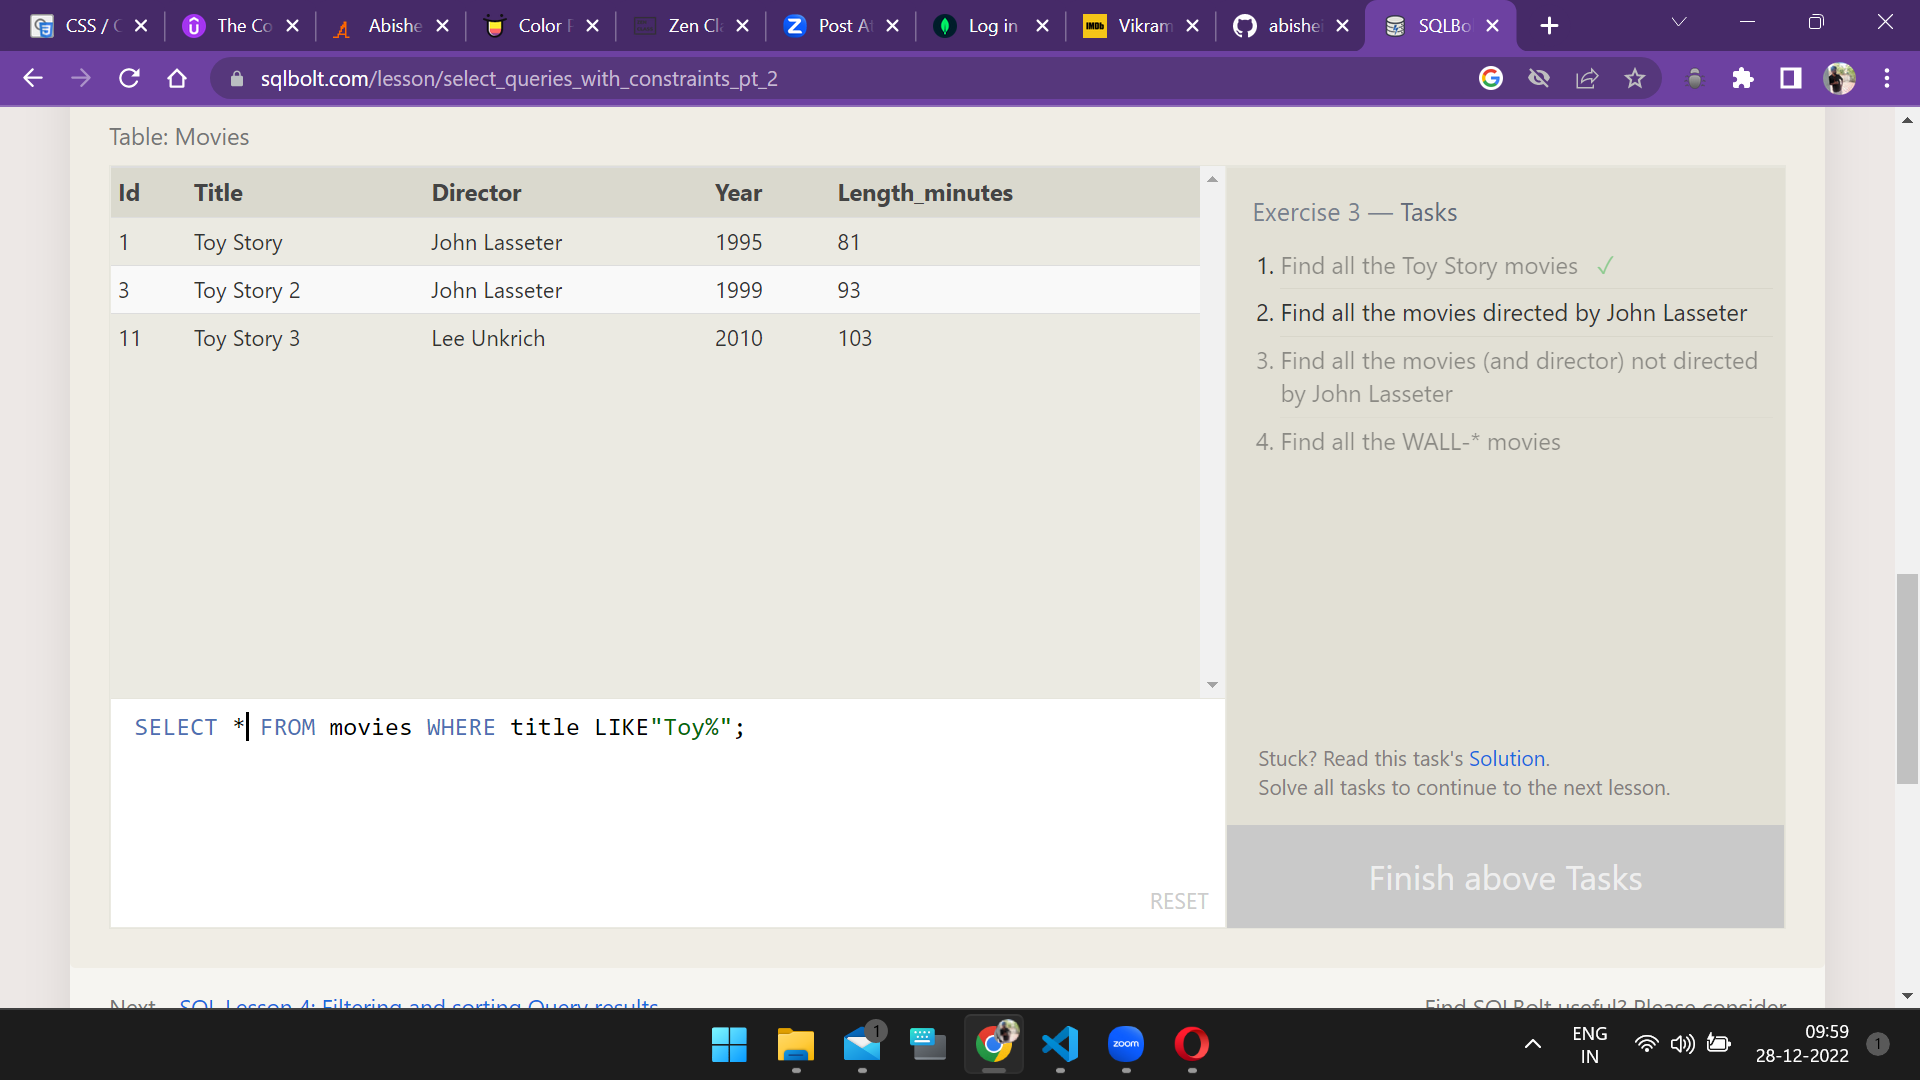 CSS / C
The Co
Abishe
Color F
Zen Cl
Post A
Log in
IMDb Vikram
abishei
SQLBo
sqlbolt.com/lesson/select_queries_with_constraints_pt_2
Table: Movies
Id Title Director Year Length_minutes
1 Toy Story John Lasseter 1995 81
3 Toy Story 2 John Lasseter 1999 93
11 Toy Story 3 Lee Unkrich 2010 103
Exercise 3 — Tasks
1. Find all the Toy Story movies ✓
2. Find all the movies directed by John Lasseter
3. Find all the movies (and director) not directed
by John Lasseter
4. Find all the WALL-* movies
SELECT * FROM movies WHERE title LIKE"Toy%";
RESET
Stuck? Read this task's Solution.
Solve all tasks to continue to the next lesson.
Finish above Tasks
Next – SQL Lesson 4: Filtering and sorting Query results
Find SQLBolt useful? Please consider
1
zoom
ENG
IN
09:59
28-12-2022
1